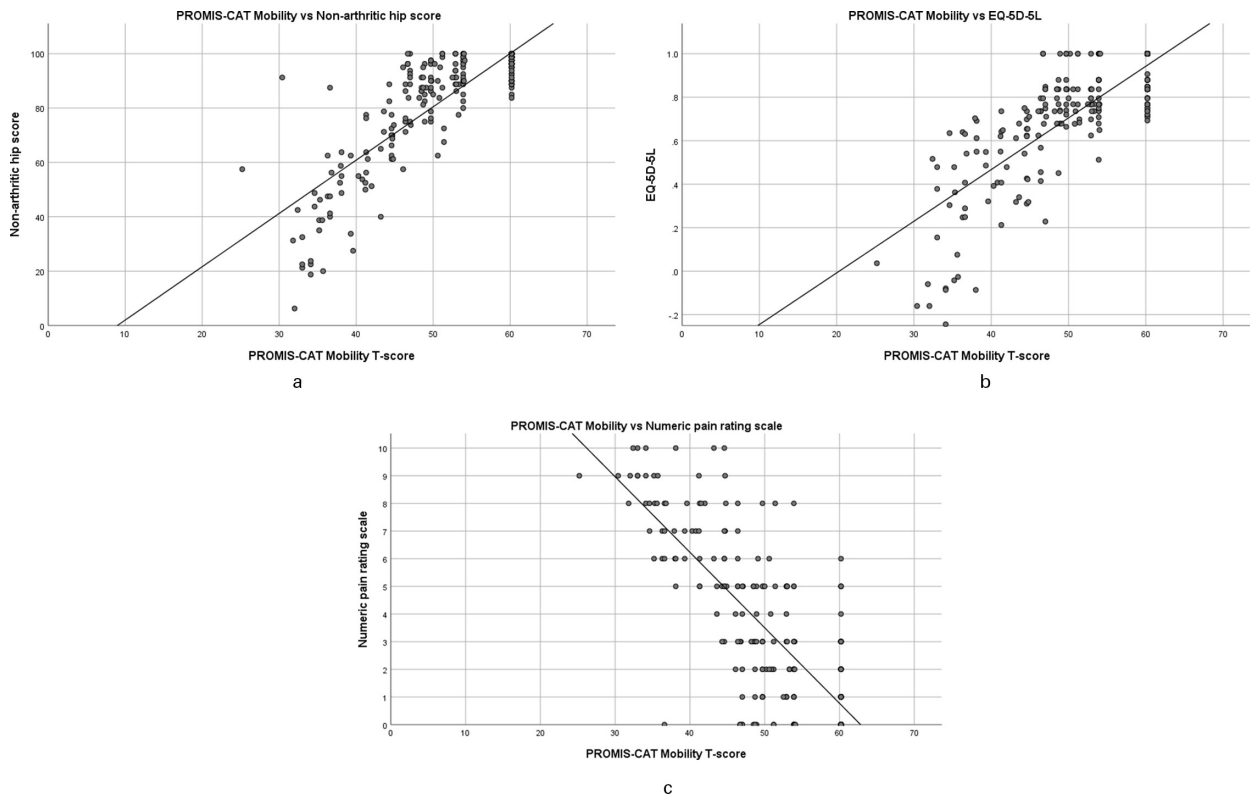 PROMIS-CAT Mobility vs Non-arthritic hip score
Non-arthritic hip score
100
80
60
40
20
0
0 10 20 30 40 50 60 70
PROMIS-CAT Mobility T-score
a
PROMIS-CAT Mobility vs EQ-5D-5L
EQ-5D-5L
1.0
.8
.6
.4
.2
.0
-.2
0 10 20 30 40 50 60 70
PROMIS-CAT Mobility T-score
b
PROMIS-CAT Mobility vs Numeric pain rating scale
Numeric pain rating scale
10
9
8
7
6
5
4
3
2
1
0
0 10 20 30 40 50 60 70
PROMIS-CAT Mobility T-score
c